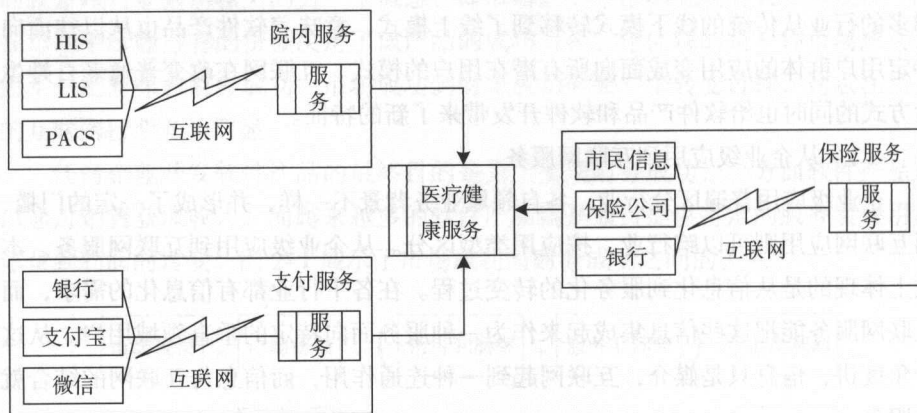 HIS
LIS
PACS
互联网
院内服务
服
务
医疗健
康服务
市民信息
保险公司
银行
互联网
保险服务
服
务
银行
支付宝
微信
互联网
支付服务
服
务